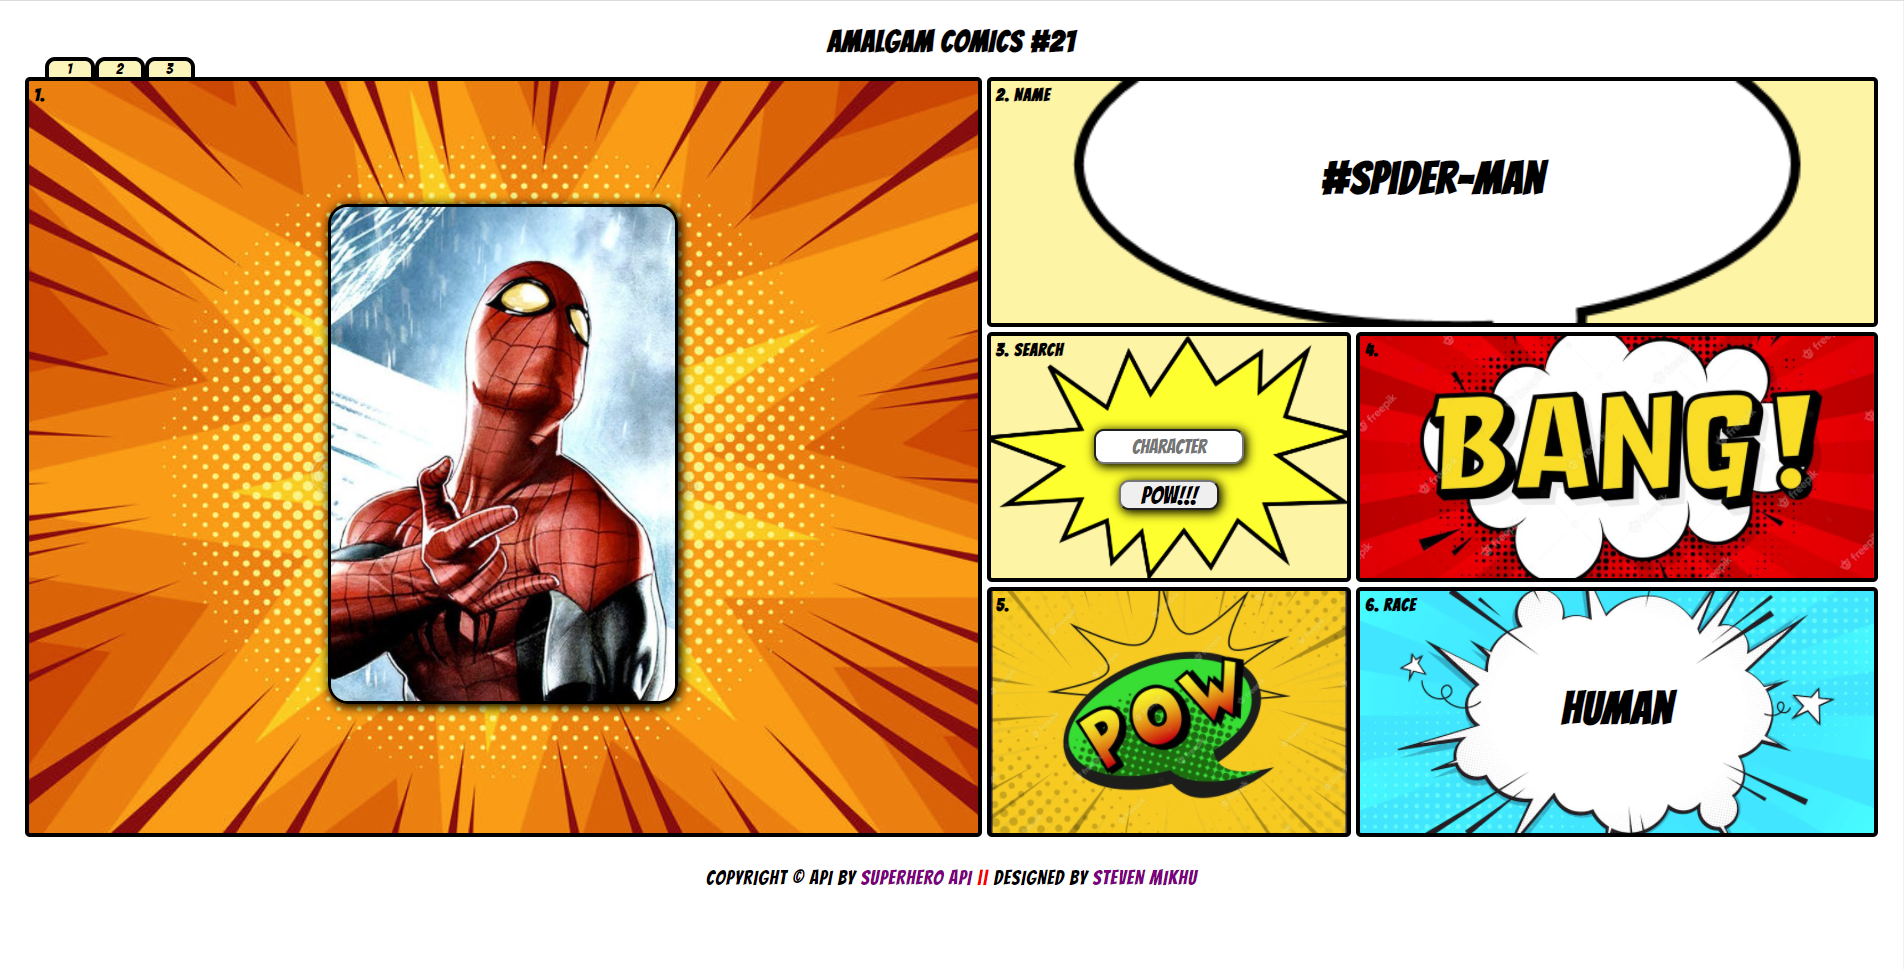 AMALGAM COMICS #21
1 2 3
1.
2. NAME
#SPIDER-MAN
3. SEARCH
CHARACTER
POW!!!
4.
BANG!
freepik
5.
POW
6. RACE
HUMAN
COPYRIGHT © API BY SUPERHERO API || DESIGNED BY STEVEN MIKHU